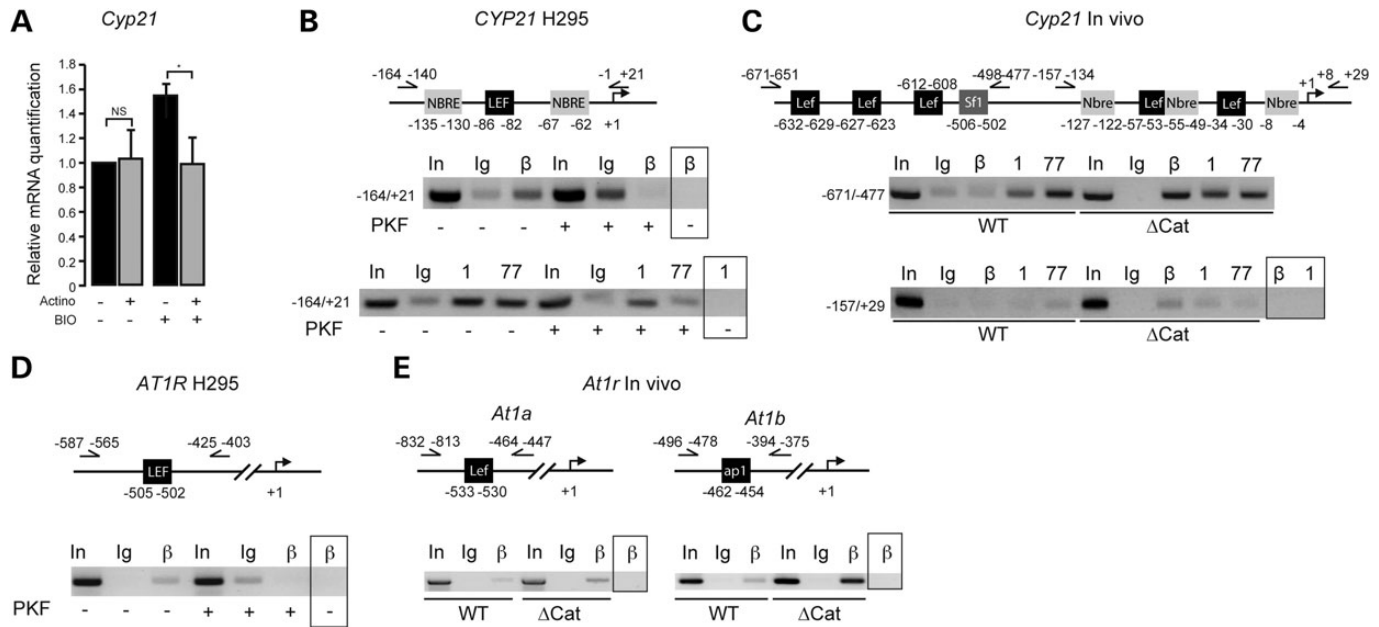 A
Cyp21
Relative mRNA quantification
1.8
1.6
1.4
1.2
1.0
1.8
1.6
1.4
1.2
0
NS
*
Actino - + - +
BIO - - + +
B
CYP21 H295
-164 -140 -1 +21
NBRE LEF NBRE
-135 -130 -86 -82 -67 -62 +1
In Ig β In Ig β β
-164/+21
PKF - - - + + + -
In Ig 1 77 In Ig 1 77 1
-164/+21
PKF - - - - + + + + -
C
Cyp21 In vivo
-671-651 -612-608 -498-477 -157 -134 +1 +8 +29
Lef Lef Lef Sf1 Nbre Lef Nbre Lef Nbre
-632-629 -627-623 -506-502 -127 -122 -57-53 -55-49 -34 -30 -8 -4
In Ig β 1 77 In Ig β 1 77
-671/-477
WT ΔCat
In Ig β 1 77 In Ig β 1 77 β 1
-157/+29
WT ΔCat
D
AT1R H295
-587 -565 -425 -403
LEF
-505 -502 +1
In Ig β In Ig β β
PKF - - - + + + -
E
At1r In vivo
At1a
-832 -813 -464 -447
Lef
-533 -530 +1
In Ig β In Ig β β
WT ΔCat
At1b
-496 -478 -394 -375
ap1
-462 -454 +1
In Ig β In Ig β β
WT ΔCat